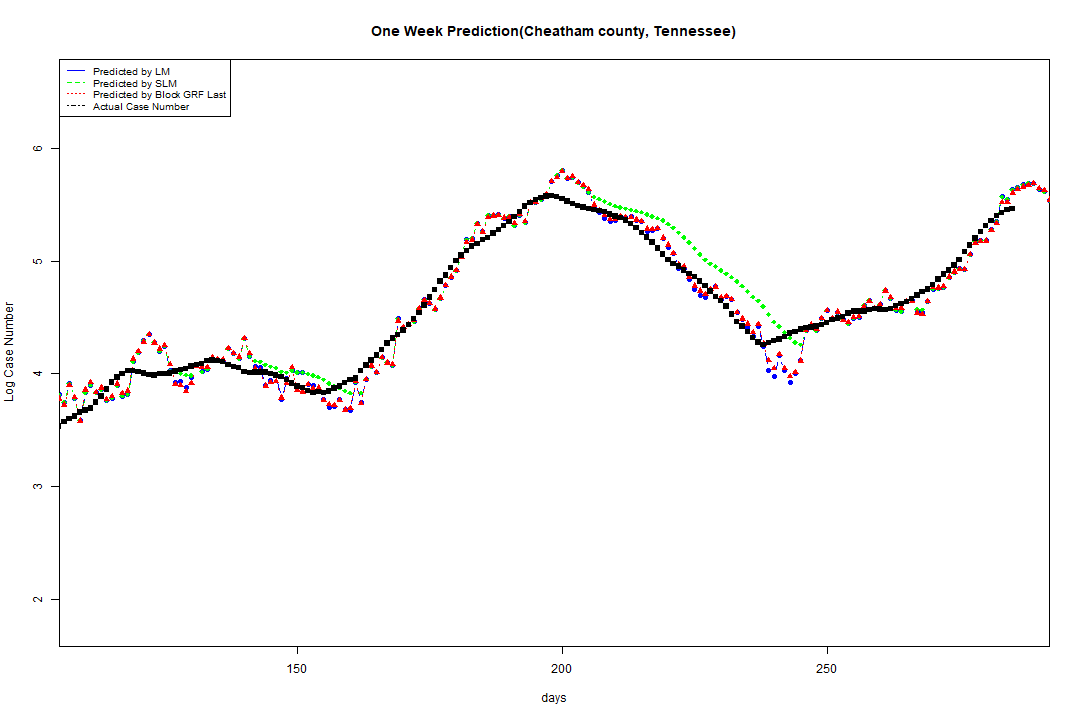 One Week Prediction(Cheatham county, Tennessee)
Predicted by LM
Predicted by SLM
Predicted by Block GRF Last
Actual Case Number
6
5
4
3
2
Log Case Number
150
200
250
days